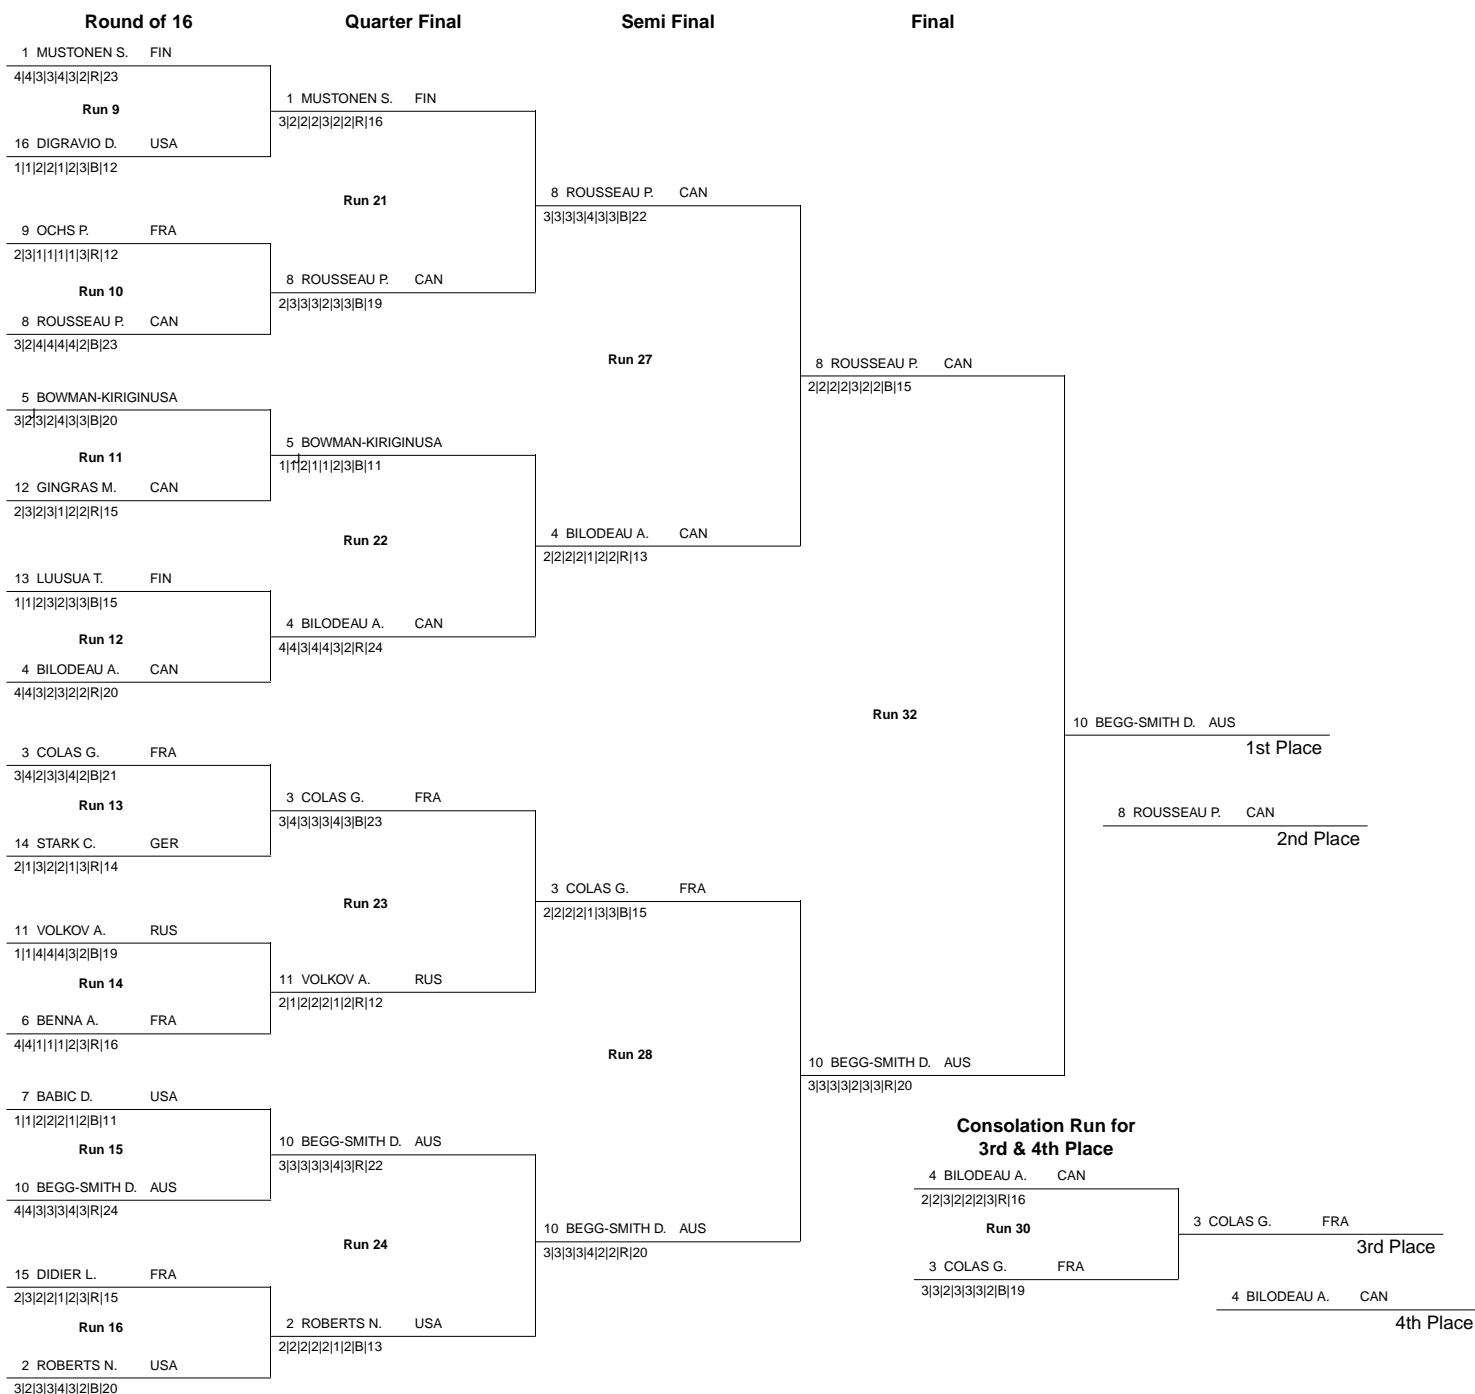 Round of 16
1 MUSTONEN S. FIN
4|4|3|3|4|3|2|R|23
Run 9
16 DIGRAVIO D. USA
1|1|2|2|1|2|3|B|12
9 OCHS P. FRA
2|3|1|1|1|1|3|R|12
Run 10
8 ROUSSEAU P. CAN
3|2|4|4|4|4|2|B|23
5 BOWMAN-KIRIGIN USA
J
3|2|3|2|4|3|3|B|20
Run 11
12 GINGRAS M. CAN
2|3|2|3|1|2|2|R|15
13 LUUSUA T. FIN
1|1|2|3|2|3|3|B|15
Run 12
4 BILODEAU A. CAN
4|4|3|2|3|2|2|R|20
3 COLAS G. FRA
3|4|2|3|3|4|2|B|21
Run 13
14 STARK C. GER
2|1|3|2|2|1|3|R|14
11 VOLKOV A. RUS
1|1|4|4|4|3|2|B|19
Run 14
6 BENNA A. FRA
4|4|1|1|1|2|3|R|16
7 BABIC D. USA
1|1|2|2|2|1|2|B|11
Run 15
10 BEGG-SMITH D. AUS
4|4|3|3|3|4|3|R|24
15 DIDIER L. FRA
2|3|2|2|1|2|3|R|15
Run 16
2 ROBERTS N. USA
3|2|3|3|4|3|2|B|20
Quarter Final
1 MUSTONEN S. FIN
3|2|2|2|3|2|2|R|16
Run 21
8 ROUSSEAU P. CAN
2|3|3|3|2|3|3|B|19
5 BOWMAN-KIRIGIN USA
J
1|1|2|1|1|2|3|B|11
Run 22
4 BILODEAU A. CAN
4|4|3|4|4|3|2|R|24
3 COLAS G. FRA
3|4|3|3|3|4|3|B|23
Run 23
11 VOLKOV A. RUS
2|1|2|2|2|1|2|R|12
10 BEGG-SMITH D. AUS
3|3|3|3|3|4|3|R|22
Run 24
2 ROBERTS N. USA
2|2|2|2|2|1|2|B|13
Semi Final
8 ROUSSEAU P. CAN
3|3|3|3|4|3|3|B|22
Run 27
4 BILODEAU A. CAN
2|2|2|2|1|2|2|R|13
3 COLAS G. FRA
2|2|2|2|1|3|3|B|15
Run 28
10 BEGG-SMITH D. AUS
3|3|3|3|4|2|2|R|20
Final
8 ROUSSEAU P. CAN
2|2|2|2|3|2|2|B|15
Run 32
10 BEGG-SMITH D. AUS
3|3|3|3|2|3|3|R|20
10 BEGG-SMITH D. AUS
1st Place
8 ROUSSEAU P. CAN
2nd Place
Consolation Run for
3rd & 4th Place
4 BILODEAU A. CAN
2|2|3|2|2|2|3|R|16
Run 30
3 COLAS G. FRA
3|3|2|3|3|3|2|B|19
3 COLAS G. FRA
3rd Place
4 BILODEAU A. CAN
4th Place